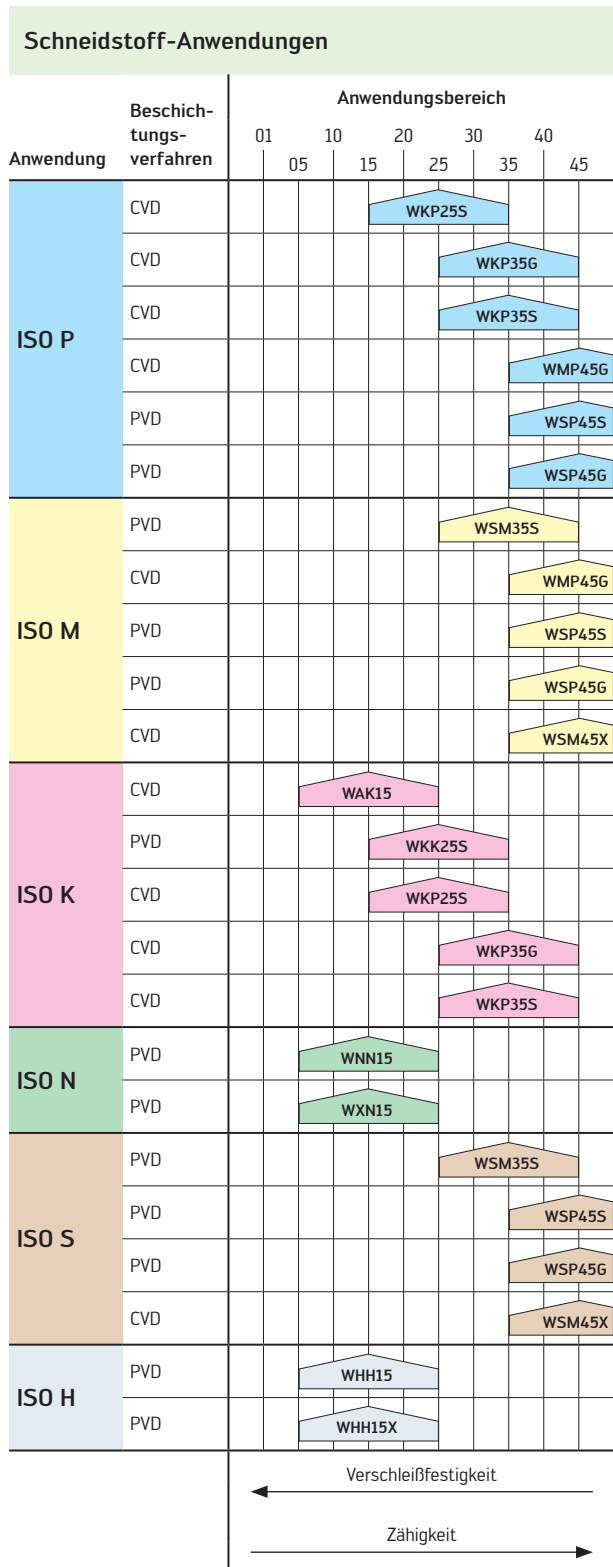 Schneidstoff-Anwendungen
Anwendung
Beschich-
tungs-
verfahren
Anwendungsbereich
01 10 20 30 40
05 15 25 35 45
ISO P
CVD WKP25S
CVD WKP35G
CVD WKP35S
CVD WMP45G
PVD WSP45S
PVD WSP45G
ISO M
PVD WSM35S
CVD WMP45G
PVD WSP45S
PVD WSP45G
CVD WSM45X
ISO K
CVD WAK15
PVD WKK25S
CVD WKP25S
CVD WKP35G
CVD WKP35S
ISO N
PVD WNN15
PVD WXN15
ISO S
PVD WSM35S
PVD WSP45S
PVD WSP45G
CVD WSM45X
ISO H
PVD WHH15
PVD WHH15X
Verschleißfestigkeit
Zähigkeit